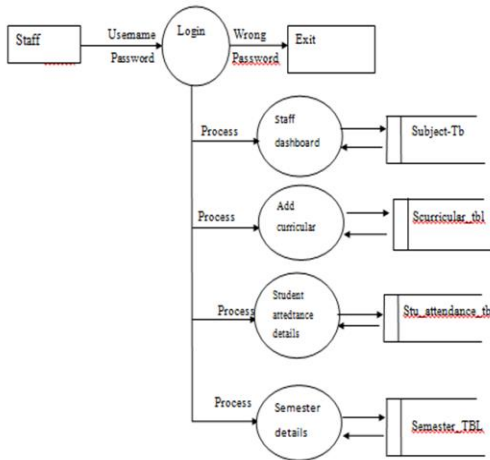 Staff
Username
Password
Login
Wrong
Password
Exit
Process
Staff
dashboard
Subject-Tb
Process
Add
curricular
Scurricular_tbl
Process
Student
attedtance
details
Stu_attendance_tb
Process
Semester
details
Semester_TBL